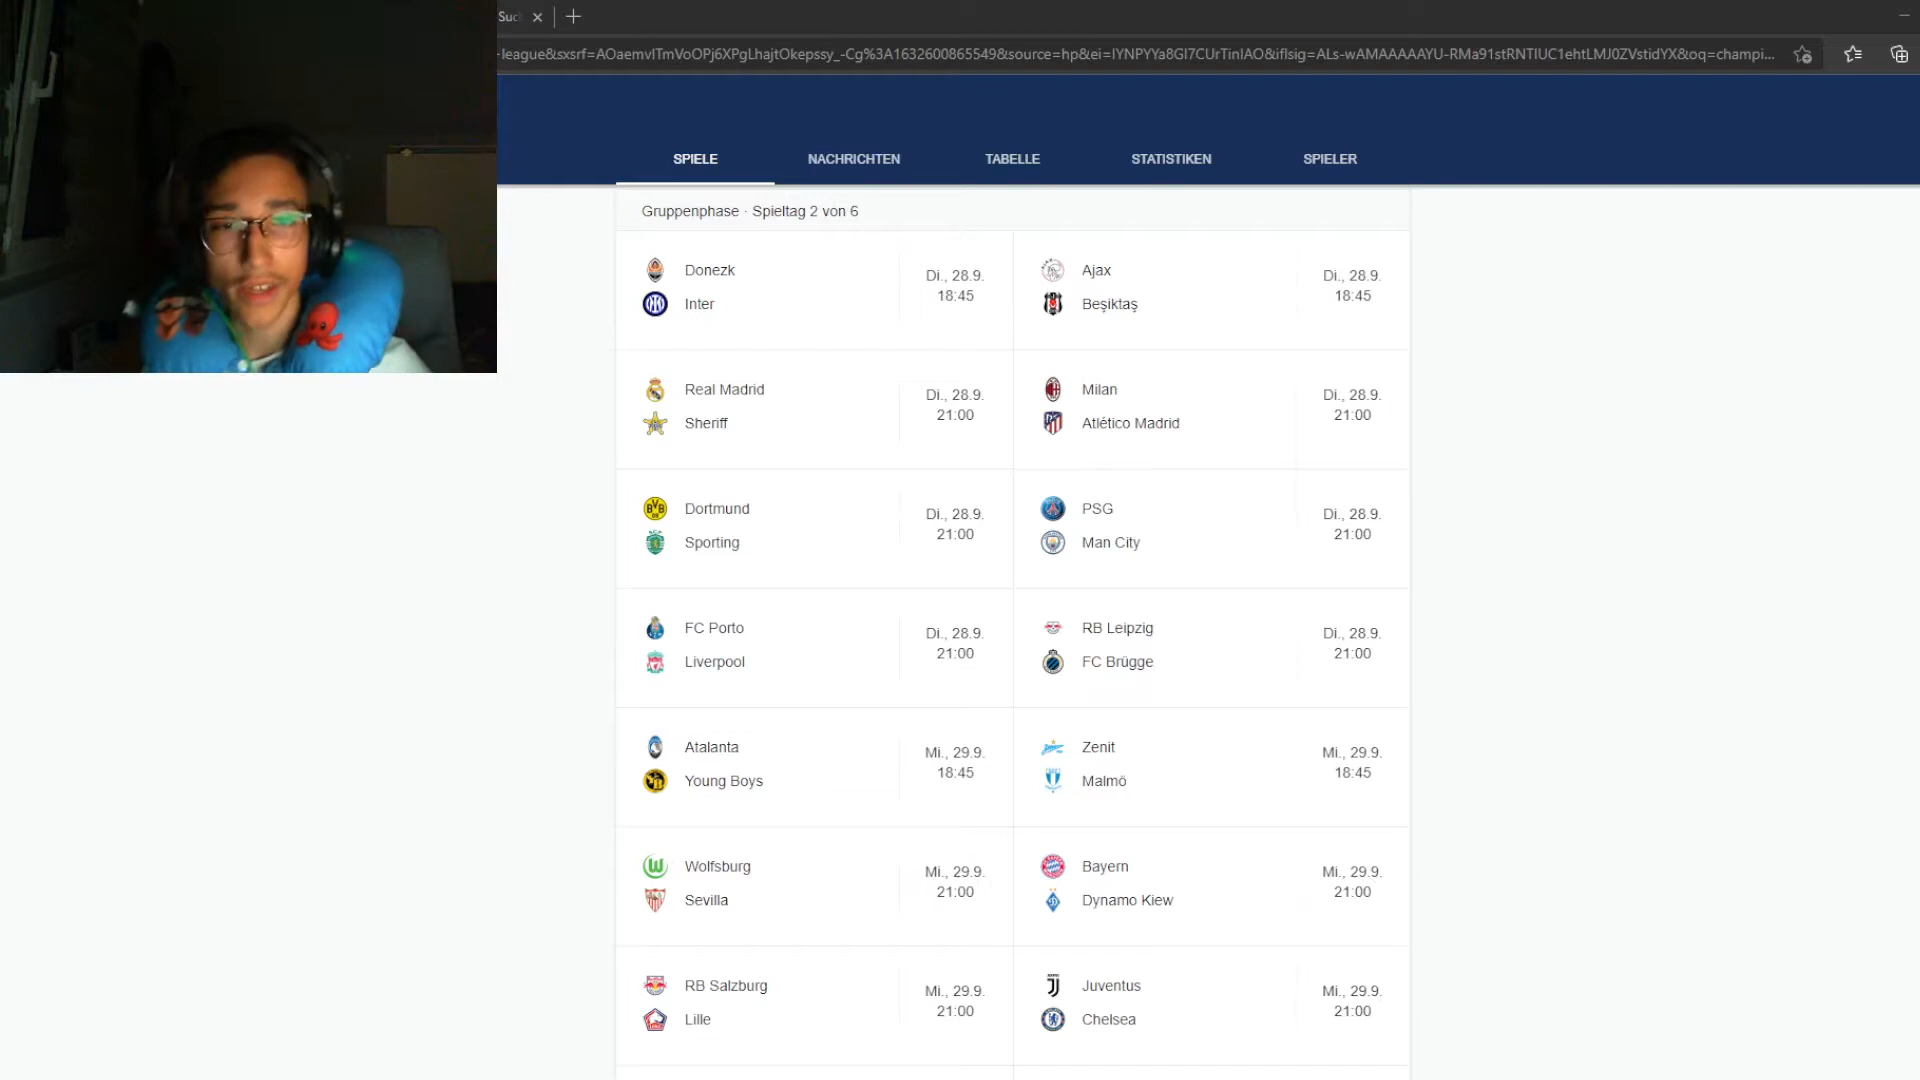 Suc
-league&sxsrf=AOaemvITmVoOPj6XPgLhajtOkepssy_-Cg%3A1632600865549&source=hp&ei=IYNPYYa8GI7CUrTinIAO&iflsig=ALs-wAMAAAAAYU-RMa91stRNTIUC1ehtLMJ0ZVstidYX&oq=champi...
SPIELE NACHRICHTEN TABELLE STATISTIKEN SPIELER
Gruppenphase · Spieltag 2 von 6
Donezk
Inter
Di., 28.9.
18:45
Ajax
Beşiktaş
Di., 28.9.
18:45
Real Madrid
Sheriff
Di., 28.9.
21:00
Milan
Atlético Madrid
Di., 28.9.
21:00
Dortmund
Sporting
Di., 28.9.
21:00
PSG
Man City
Di., 28.9.
21:00
FC Porto
Liverpool
Di., 28.9.
21:00
RB Leipzig
FC Brügge
Di., 28.9.
21:00
Atalanta
Young Boys
Mi., 29.9.
18:45
Zenit
Malmö
Mi., 29.9.
18:45
Wolfsburg
Sevilla
Mi., 29.9.
21:00
Bayern
Dynamo Kiew
Mi., 29.9.
21:00
RB Salzburg
Lille
Mi., 29.9.
21:00
Juventus
Chelsea
Mi., 29.9.
21:00